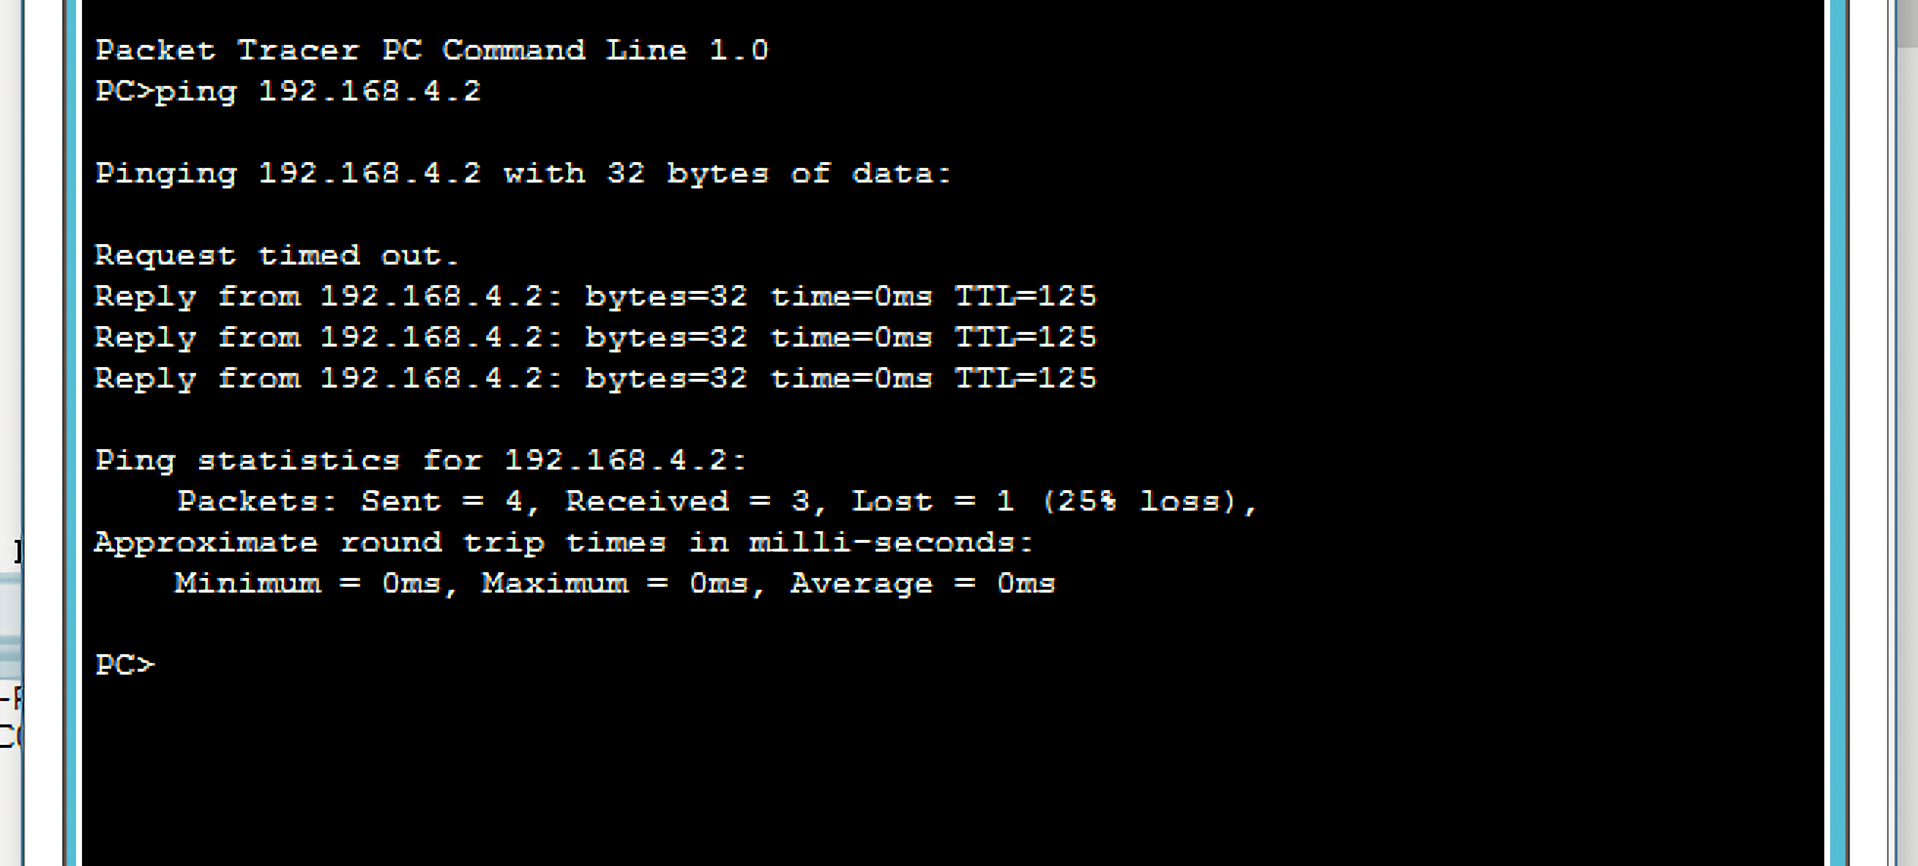 Packet Tracer PC Command Line 1.0
PC>ping 192.168.4.2
Pinging 192.168.4.2 with 32 bytes of data:
Request timed out.
Reply from 192.168.4.2: bytes=32 time=0ms TTL=125
Reply from 192.168.4.2: bytes=32 time=0ms TTL=125
Reply from 192.168.4.2: bytes=32 time=0ms TTL=125
Ping statistics for 192.168.4.2:
Packets: Sent = 4, Received = 3, Lost = 1 (25% loss),
Approximate round trip times in milli-seconds:
Minimum = 0ms, Maximum = 0ms, Average = 0ms
PC>